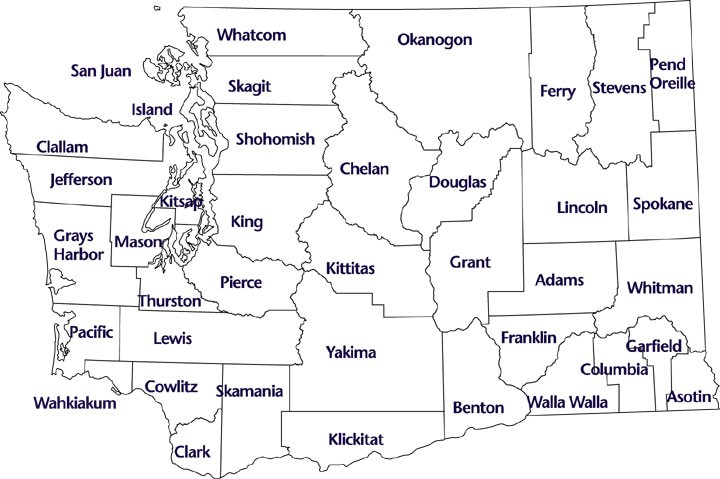 Whatcom
Okanogon
San Juan
Pend
Oreille
Skagit
Ferry
Stevens
Island
Shohomish
Clallam
Chelan
Jefferson
Douglas
Kitsap
Lincoln
Spokane
King
Grays
Harbor
Mason
Grant
Kittitas
Pierce
Adams
Whitman
Thurston
Pacific
Lewis
Franklin
Garfield
Yakima
Columbia
Cowlitz
Skamania
Asotin
Wahkiakum
Walla Walla
Benton
Klickitat
Clark